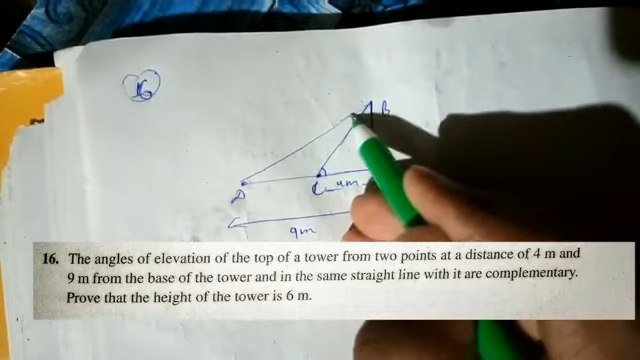 16
B
D
C
4m
9m
16. The angles of elevation of the top of a tower from two points at a distance of 4 m and
9 m from the base of the tower and in the same straight line with it are complementary.
Prove that the height of the tower is 6 m.